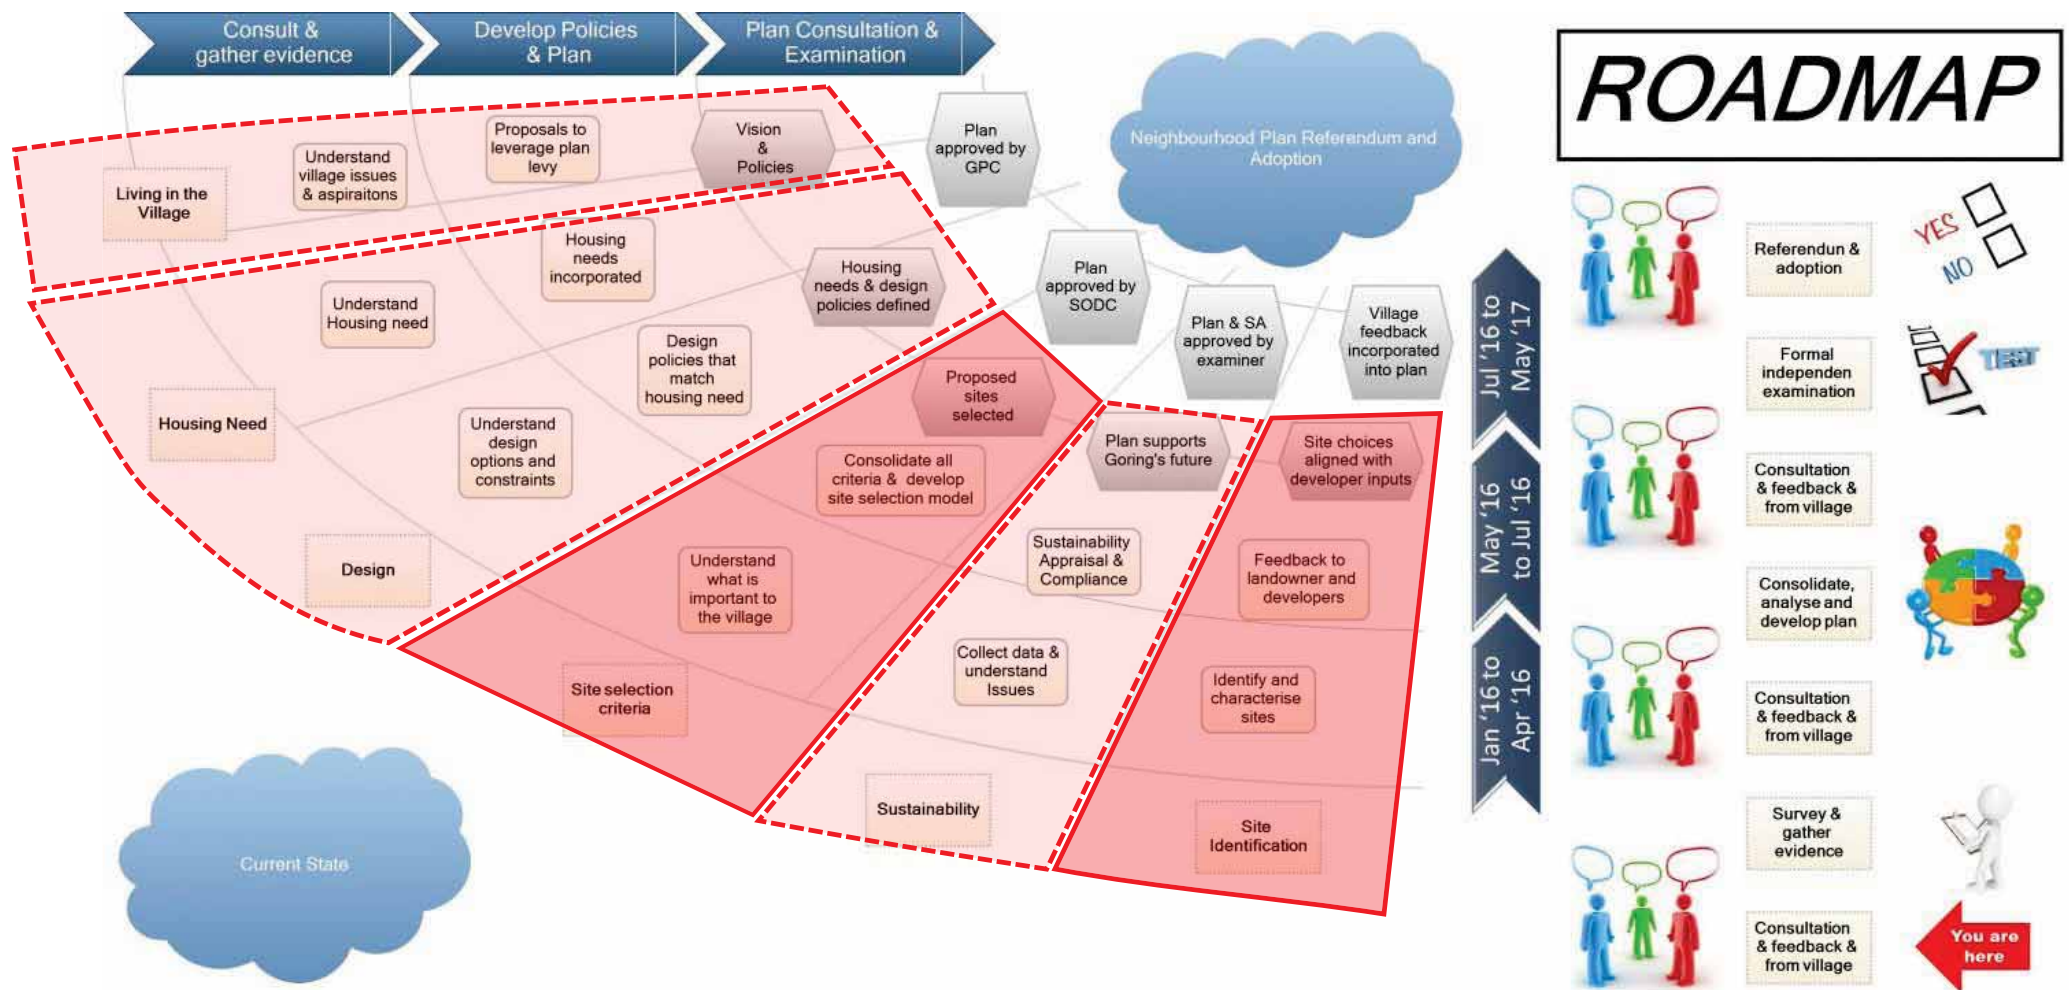 Consult &
gather evidence
Develop Policies
& Plan
Plan Consultation &
Examination
ROADMAP
Neighbourhood Plan Referendum and
Adoption
Living in the
Village
Understand
village issues
& aspiraitons
Proposals to
leverage plan
levy
Vision
&
Policies
Plan
approved by
GPC
Housing Need
Understand
Housing need
Housing
needs
incorporated
Housing
needs & design
policies defined
Plan
approved by
SODC
Design
Understand
design
options and
constraints
Design
policies that
match
housing need
Plan & SA
approved by
examiner
Village
feedback
incorporated
into plan
Site selection
criteria
Understand
what is
important to
the village
Consolidate all
criteria & develop
site selection model
Proposed
sites
selected
Sustainability
Collect data &
understand
Issues
Sustainability
Appraisal &
Compliance
Plan supports
Goring's future
Site
Identification
Identify and
characterise
sites
Feedback to
landowner and
developers
Site choices
aligned with
developer inputs
Current State
Jul '16 to
May '17
May '16
to Jul '16
Jan '16 to
Apr '16
Referendun &
adoption
YES
NO
Formal
independen
examination
TEST
Consultation
& feedback &
from village
Consolidate,
analyse and
develop plan
Consultation
& feedback &
from village
Survey &
gather
evidence
Consultation
& feedback &
from village
You are
here